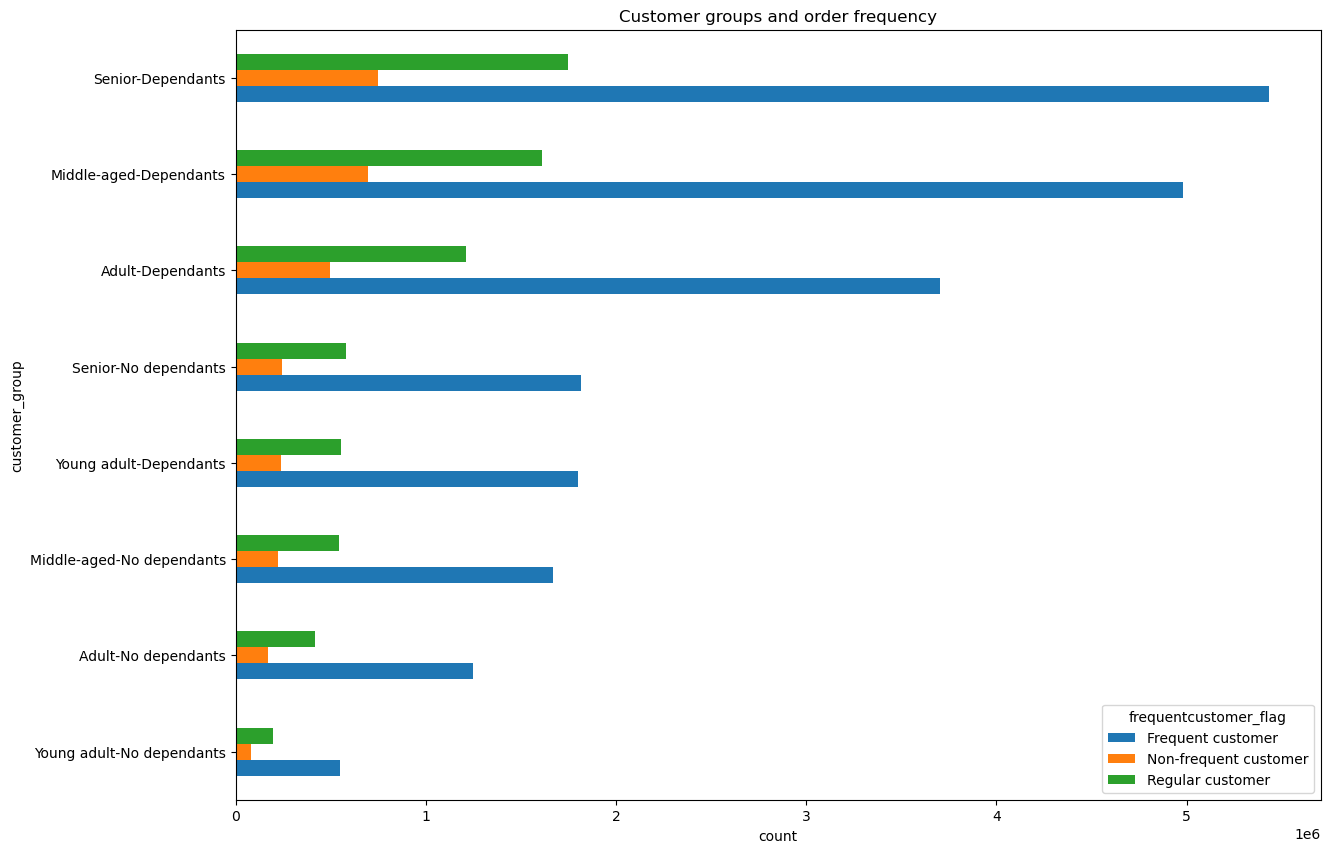 Customer groups and order frequency
customer_group
Senior-Dependants
Middle-aged-Dependants
Adult-Dependants
Senior-No dependants
Young adult-Dependants
Middle-aged-No dependants
Adult-No dependants
Young adult-No dependants
frequentcustomer_flag
Frequent customer
Non-frequent customer
Regular customer
0 1 2 3 4 5
count
1e6